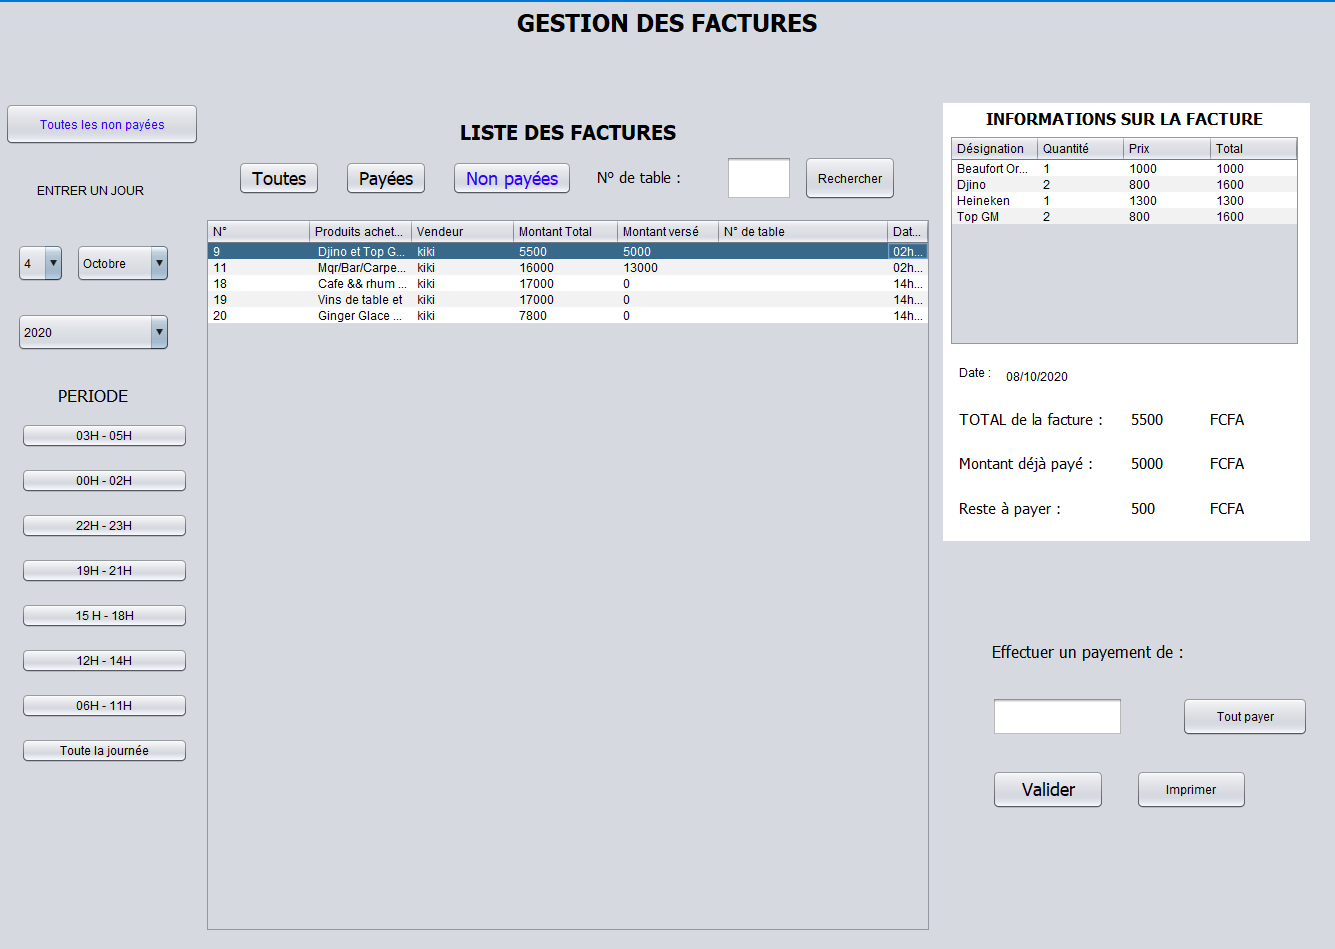 GESTION DES FACTURES
Toutes les non payées
ENTRER UN JOUR
4 Octobre
2020
PERIODE
03H - 05H
00H - 02H
22H - 23H
19H - 21H
15 H - 18H
12H - 14H
06H - 11H
Toute la journée
LISTE DES FACTURES
Toutes Payées Non payées N° de table : Rechercher
N° Produits achet... Vendeur Montant Total Montant versé N° de table Dat...
9 Djino et Top G... kiki 5500 5000 02h...
11 Mqr/Bar/Carpe... kiki 16000 13000 02h...
18 Cafe && rhum ... kiki 17000 0 14h...
19 Vins de table et kiki 17000 0 14h...
20 Ginger Glace ... kiki 7800 0 14h...
INFORMATIONS SUR LA FACTURE
Désignation Quantité Prix Total
Beaufort Or... 1 1000 1000
Djino 2 800 1600
Heineken 1 1300 1300
Top GM 2 800 1600
Date : 08/10/2020
TOTAL de la facture : 5500 FCFA
Montant déjà payé : 5000 FCFA
Reste à payer : 500 FCFA
Effectuer un payement de :
Tout payer
Valider Imprimer